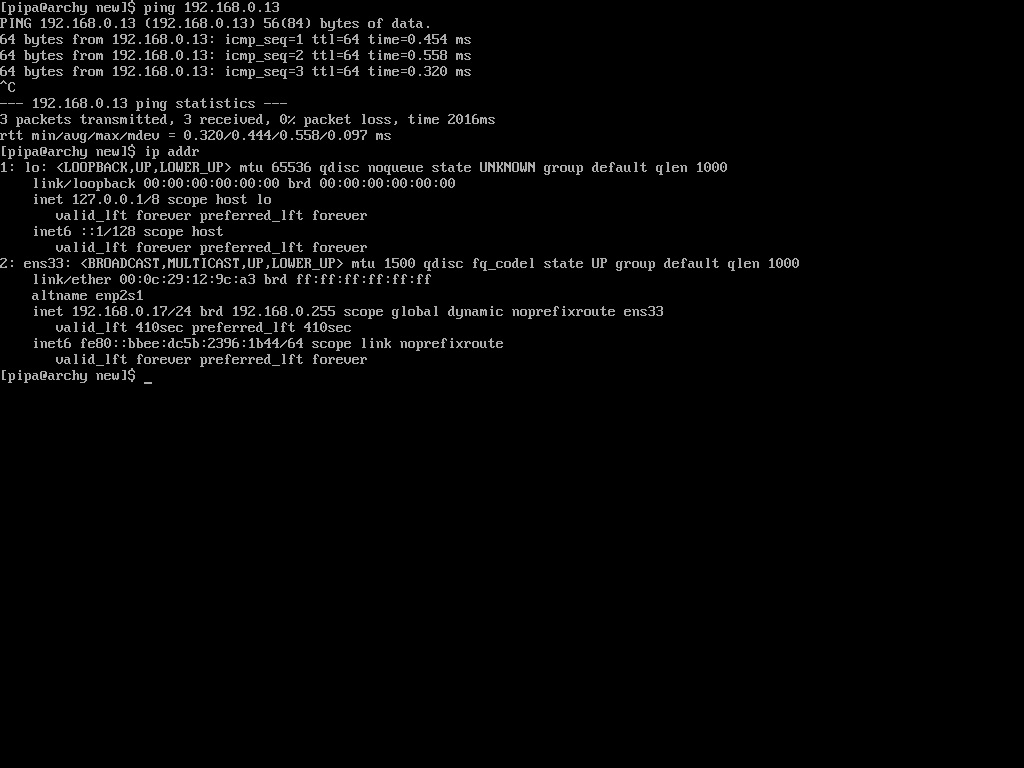 [pipa@archy new]$ ping 192.168.0.13
PING 192.168.0.13 (192.168.0.13) 56(84) bytes of data.
64 bytes from 192.168.0.13: icmp_seq=1 ttl=64 time=0.454 ms
64 bytes from 192.168.0.13: icmp_seq=2 ttl=64 time=0.558 ms
64 bytes from 192.168.0.13: icmp_seq=3 ttl=64 time=0.320 ms
^C
--- 192.168.0.13 ping statistics ---
3 packets transmitted, 3 received, 0% packet loss, time 2016ms
rtt min/avg/max/mdev = 0.320/0.444/0.558/0.097 ms
[pipa@archy new]$ ip addr
1: lo: <LOOPBACK,UP,LOWER_UP> mtu 65536 qdisc noqueue state UNKNOWN group default qlen 1000
    link/loopback 00:00:00:00:00:00 brd 00:00:00:00:00:00
    inet 127.0.0.1/8 scope host lo
       valid_lft forever preferred_lft forever
    inet6 ::1/128 scope host
       valid_lft forever preferred_lft forever
2: ens33: <BROADCAST,MULTICAST,UP,LOWER_UP> mtu 1500 qdisc fq_codel state UP group default qlen 1000
    link/ether 00:0c:29:12:9c:a3 brd ff:ff:ff:ff:ff:ff
    altname enp2s1
    inet 192.168.0.17/24 brd 192.168.0.255 scope global dynamic noprefixroute ens33
       valid_lft 410sec preferred_lft 410sec
    inet6 fe80::bbee:dc5b:2396:1b44/64 scope link noprefixroute
       valid_lft forever preferred_lft forever
[pipa@archy new]$ _